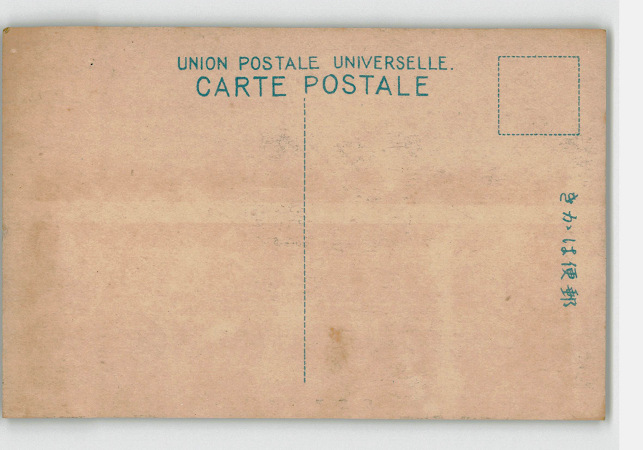 UNION POSTALE UNIVERSELLE.
CARTE POSTALE
きかは便郵